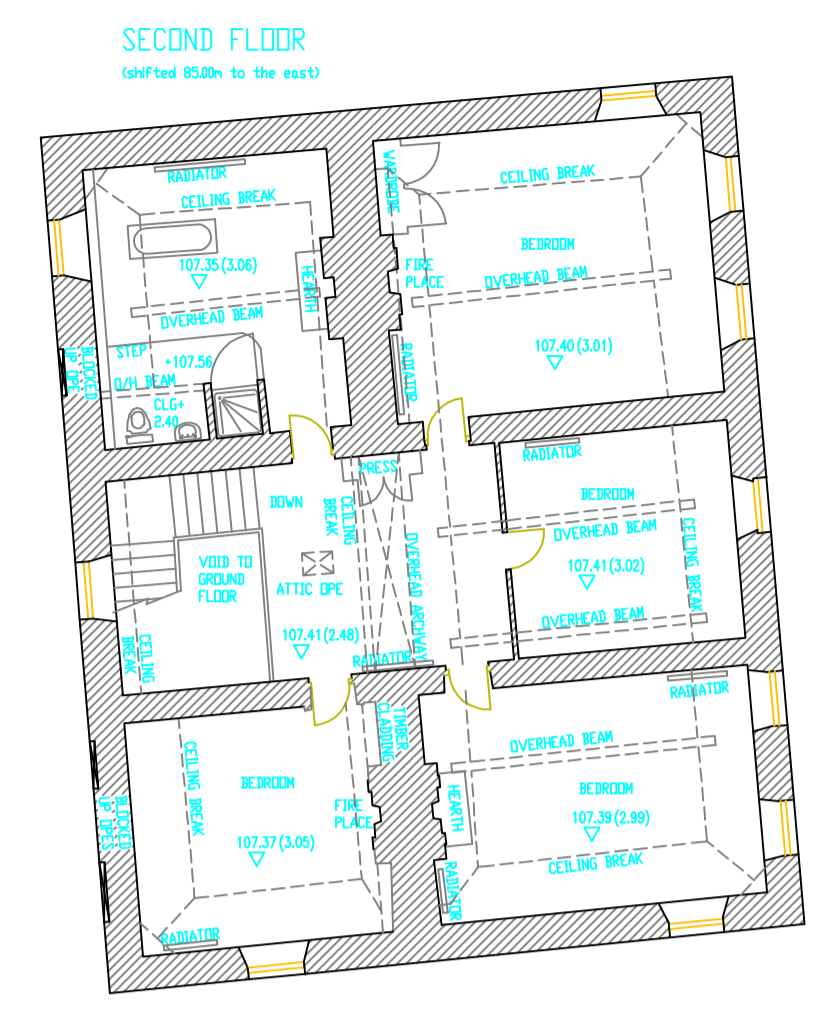 SECOND FLOOR
(shifted 85.00m to the east)
RADIATOR
CEILING BREAK
107.35(3.06)
HEARTH
OVERHEAD BEAM
STEP
+107.56
O/H BEAM
CLG+
2.40
BLOCKED
UP OPE
WARDROBE
CEILING BREAK
BEDROOM
FIRE
PLACE
OVERHEAD BEAM
107.40(3.01)
RADIATOR
PRESS
DOWN
CEILING
BREAK
VOID TO
GROUND
FLOOR
ATTIC OPE
OVERHEAD ARCHWAY
107.41(2.48)
RADIATOR
CEILING
BREAK
RADIATOR
BEDROOM
OVERHEAD BEAM
CEILING BREAK
107.41(3.02)
OVERHEAD BEAM
CEILING BREAK
TIMBER
CLADDING
BEDROOM
FIRE
PLACE
107.37(3.05)
BLOCKED
UP OPES
RADIATOR
RADIATOR
OVERHEAD BEAM
HEARTH
BEDROOM
107.39(2.99)
CEILING BREAK
RADIATOR